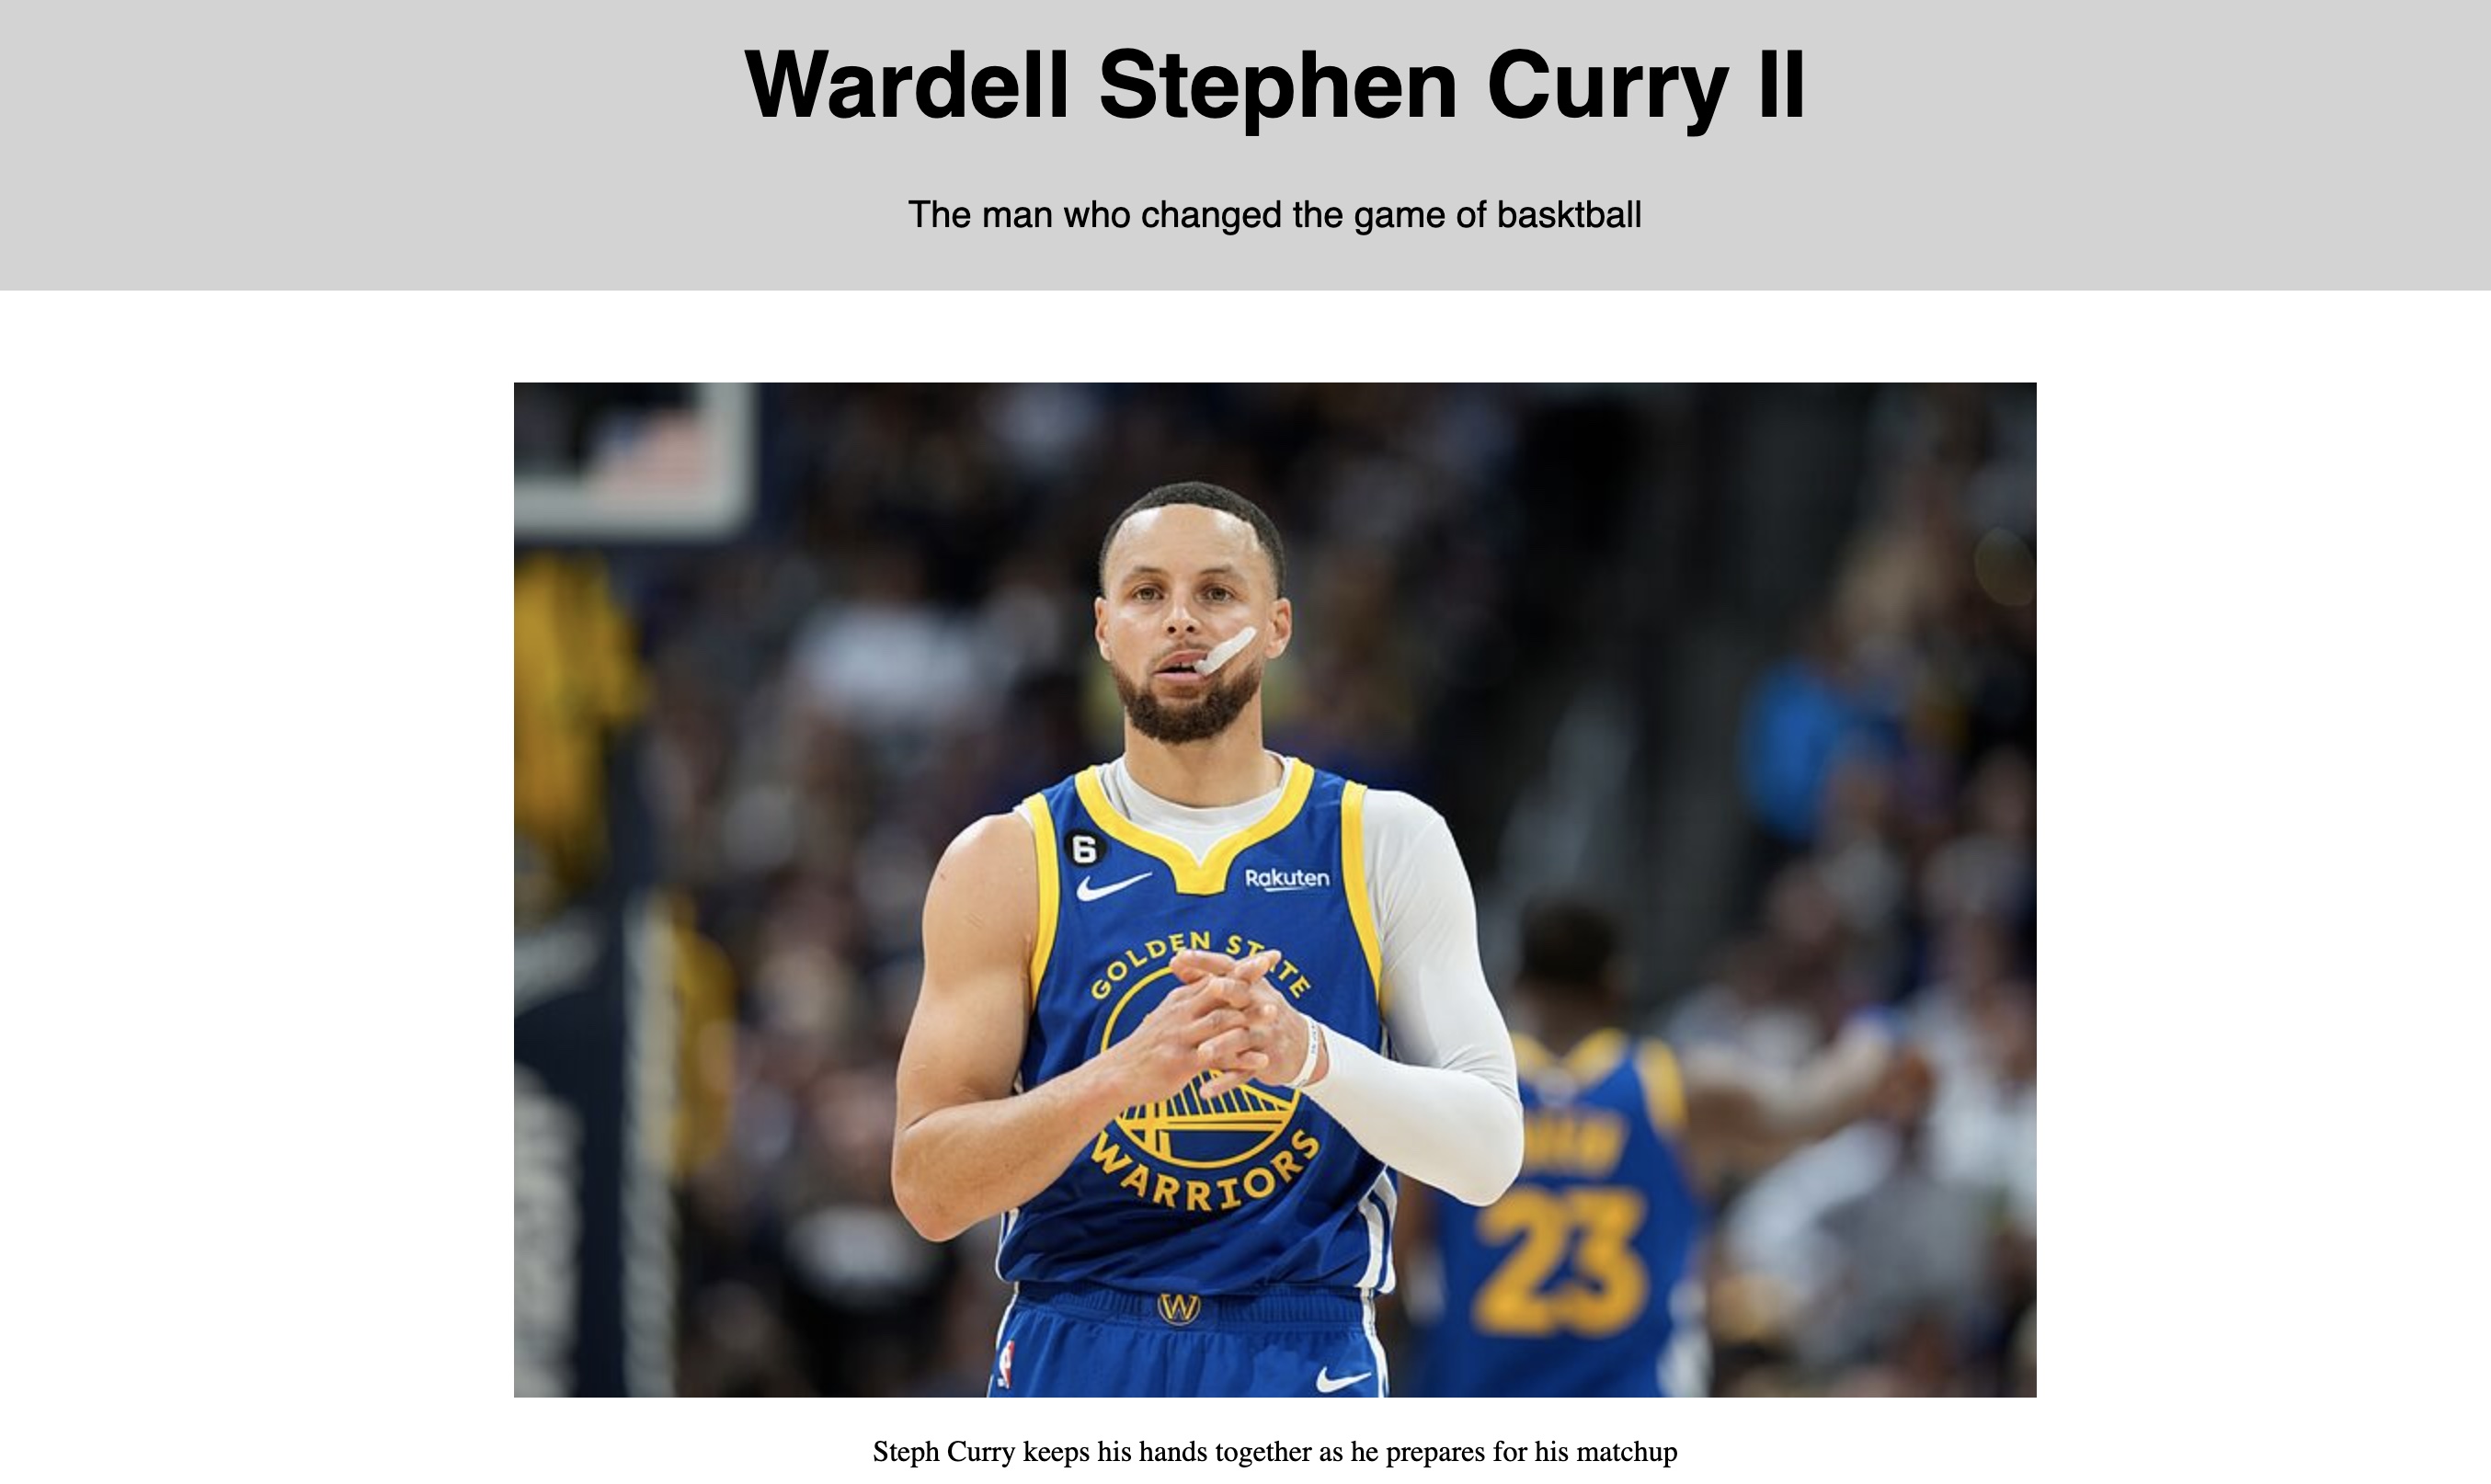 Wardell Stephen Curry II
The man who changed the game of basktball
6
Rakuten
GOLDEN STATE
WARRIORS
W
23
Steph Curry keeps his hands together as he prepares for his matchup